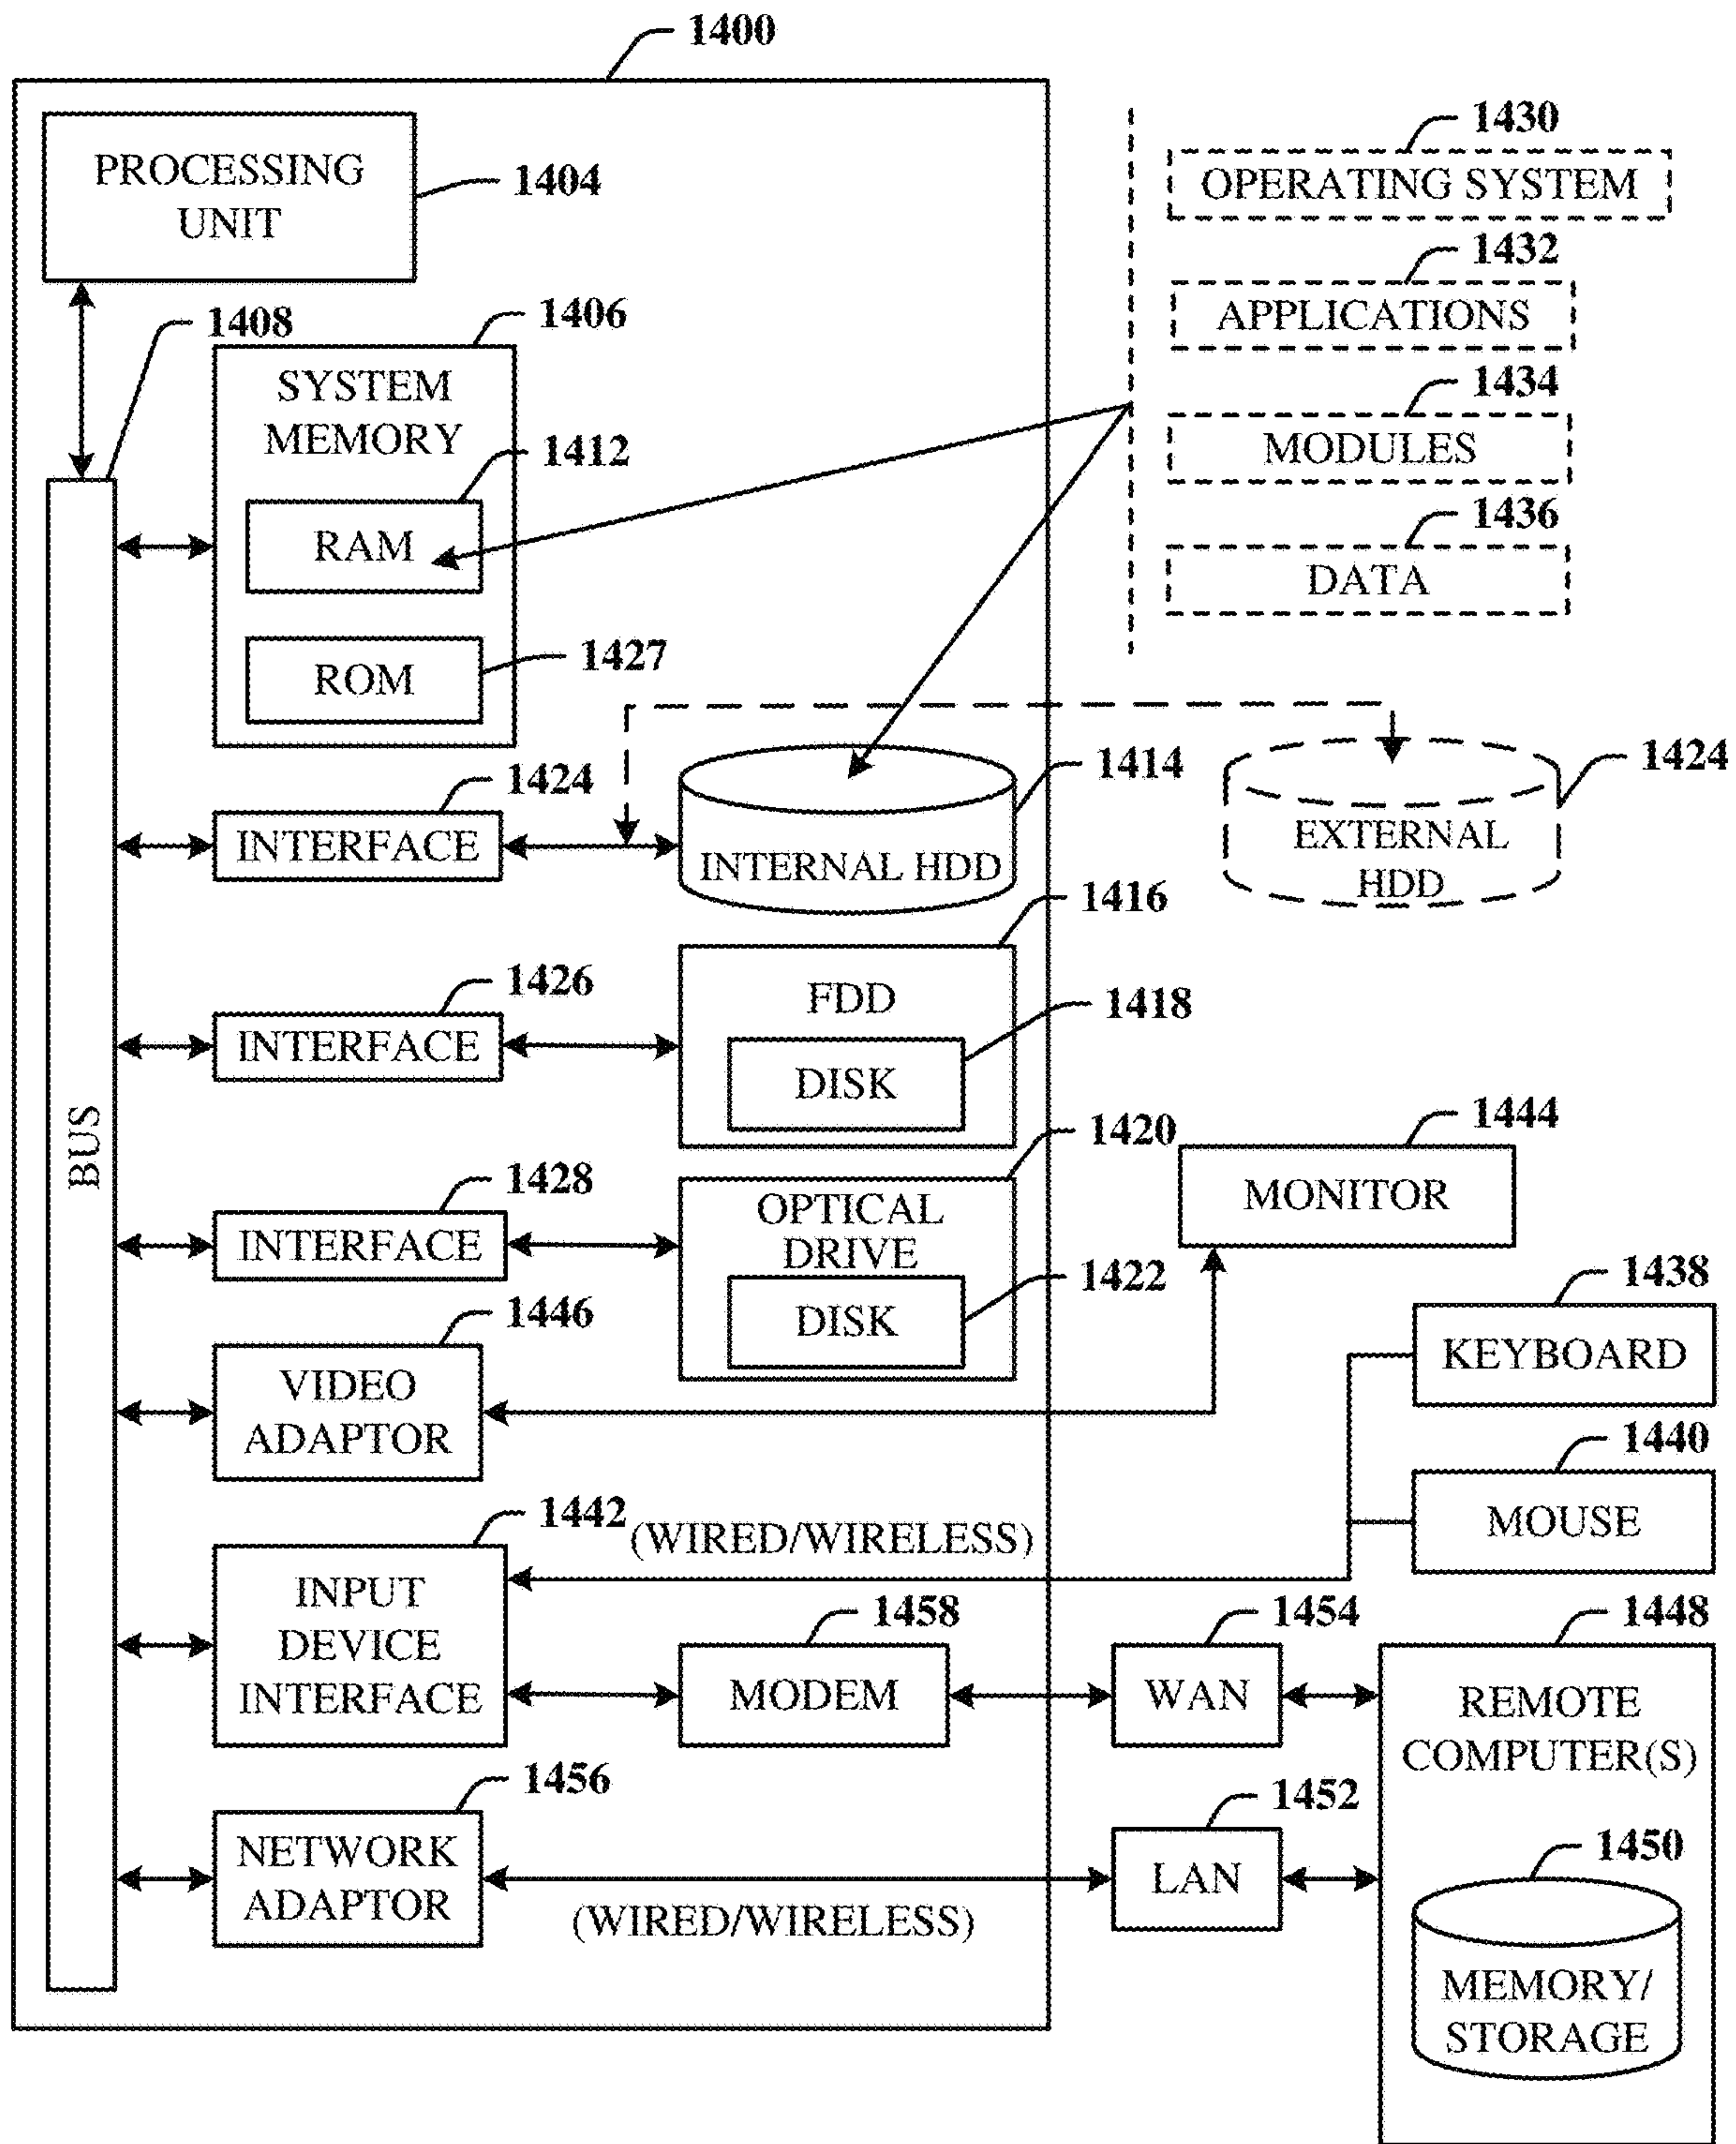 1400
PROCESSING
UNIT
1404
1430
OPERATING SYSTEM
1432
APPLICATIONS
1434
MODULES
1436
DATA
1408
1406
SYSTEM
MEMORY
1412
RAM
1427
ROM
1424
INTERFACE
1414
INTERNAL HDD
1424
EXTERNAL
HDD
1416
FDD
1418
DISK
1426
INTERFACE
BUS
1420
OPTICAL
DRIVE
1422
DISK
1428
INTERFACE
1444
MONITOR
1446
VIDEO
ADAPTOR
1438
KEYBOARD
1440
MOUSE
1442
(WIRED/WIRELESS)
INPUT
DEVICE
INTERFACE
1458
MODEM
1454
WAN
1448
REMOTE
COMPUTER(S)
1456
NETWORK
ADAPTOR
(WIRED/WIRELESS)
1452
LAN
1450
MEMORY/
STORAGE